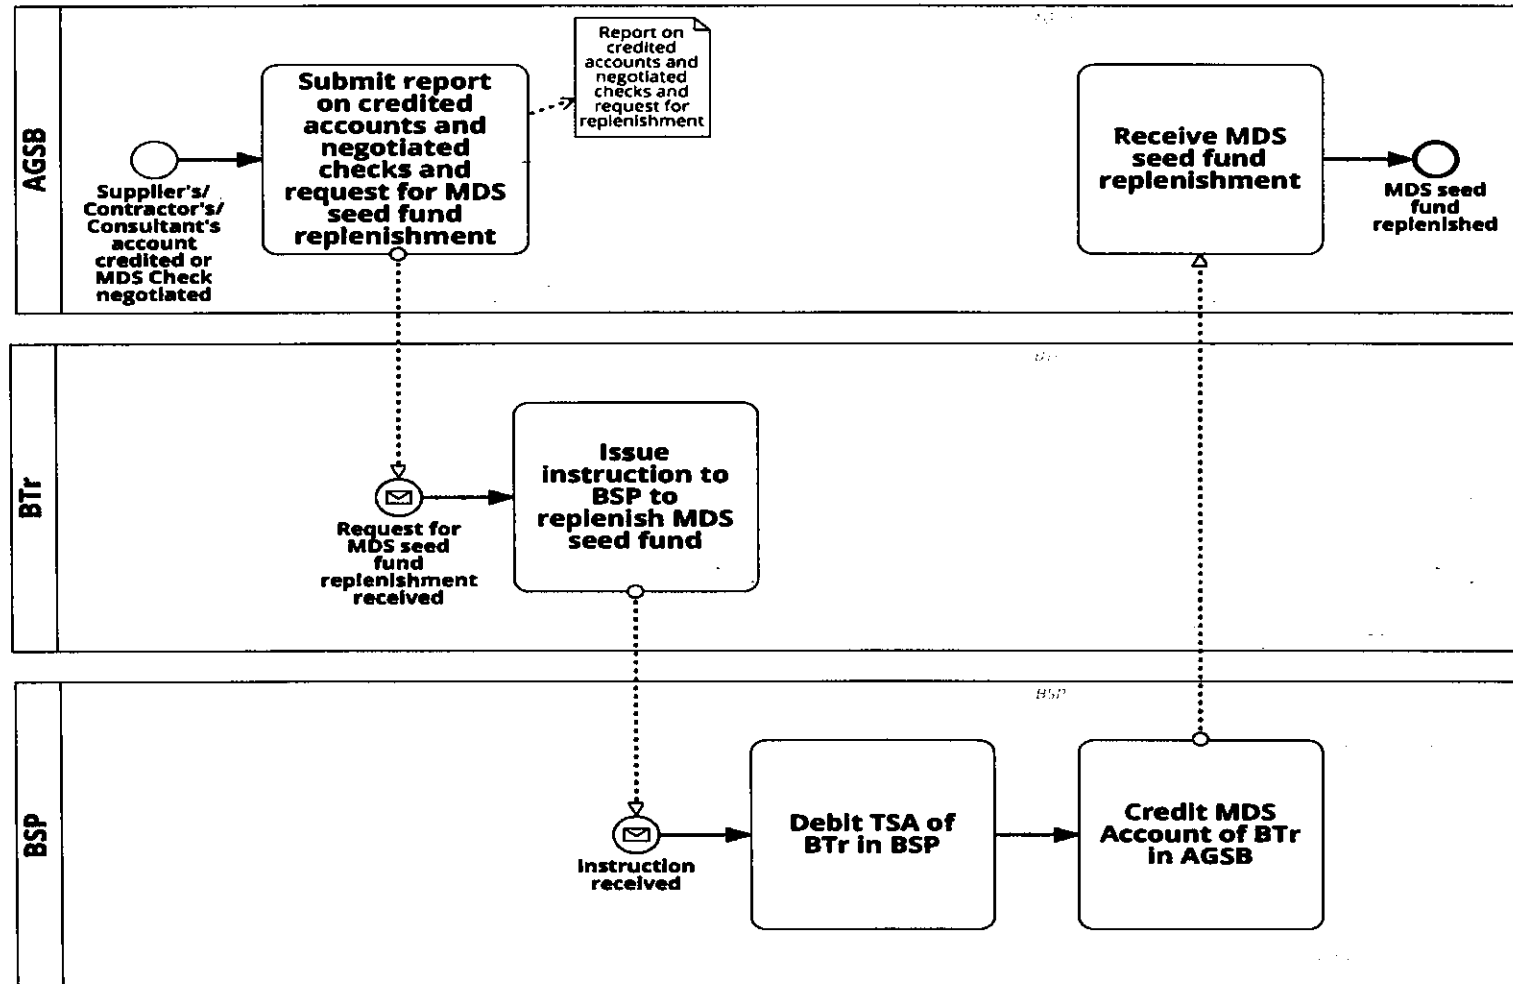 AGSB
Supplier's/
Contractor's/
Consultant's
account
credited or
MDS Check
negotiated
Submit report
on credited
accounts and
negotiated
checks and
request for MDS
seed fund
replenishment
Report on
credited
accounts and
negotiated
checks and
request for
replenishment
Receive MDS
seed fund
replenishment
MDS seed
fund
replenished
BTr
Request for
MDS seed
fund
replenishment
received
Issue
instruction to
BSP to
replenish MDS
seed fund
BSP
BSP
Instruction
received
Debit TSA of
BTr in BSP
Credit MDS
Account of BTr
in AGSB